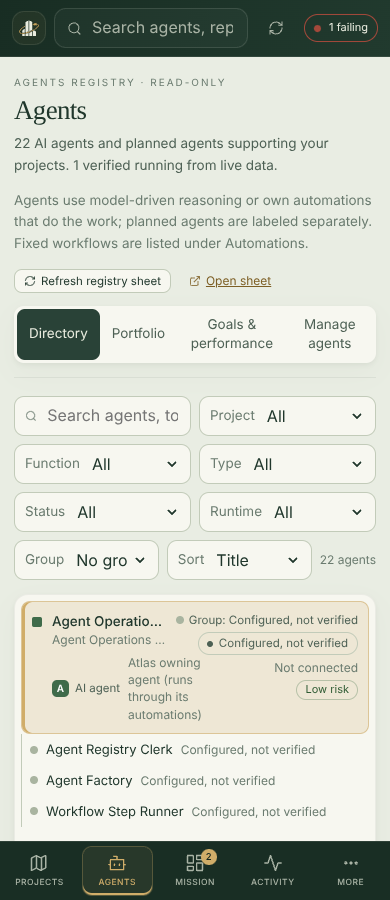 Search agents, rep
1 failing
AGENTS REGISTRY · READ-ONLY
Agents
22 AI agents and planned agents supporting your
projects. 1 verified running from live data.
Agents use model-driven reasoning or own automations
that do the work; planned agents are labeled separately.
Fixed workflows are listed under Automations.
Refresh registry sheet
Open sheet
Directory
Portfolio
Goals &
performance
Manage
agents
Search agents, to
Project All
Function All
Type All
Status All
Runtime All
Group No gro
Sort Title
22 agents
Agent Operatio...
Group: Configured, not verified
Agent Operations ...
Configured, not verified
A AI agent
Atlas owning
agent (runs
through its
automations)
Not connected
Low risk
Agent Registry Clerk Configured, not verified
Agent Factory Configured, not verified
Workflow Step Runner Configured, not verified
PROJECTS
AGENTS
2
MISSION
ACTIVITY
MORE